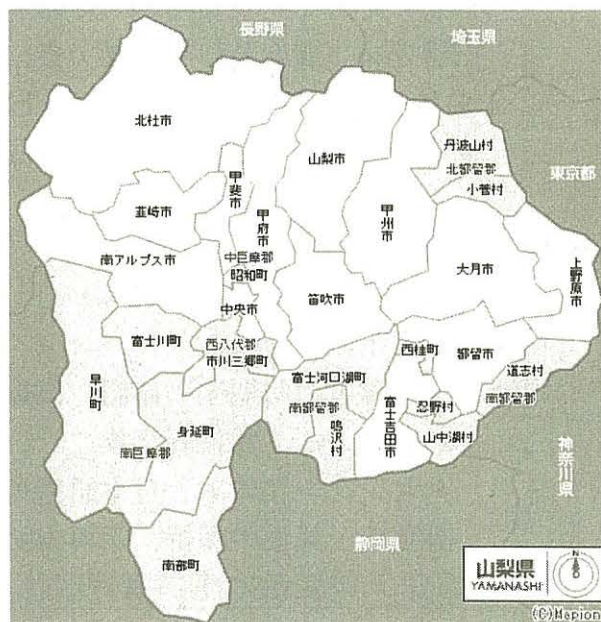 長野県
埼玉県
北杜市
山梨市
丹波山村
北都留郡
小菅村
東京都
甲斐市
韮崎市
甲府市
甲州市
南アルプス市
中巨摩郡
昭和町
大月市
上野原市
中央市
笛吹市
富士川町
西八代郡
市川三郷町
西桂町
都留市
道志村
早川町
富士河口湖町
南都留郡
南都留郡
忍野村
鳴沢村
富士吉田市
山中湖村
身延町
南巨摩郡
神奈川県
南部町
静岡県
山梨県
YAMANASHI
N
(C)Mapion